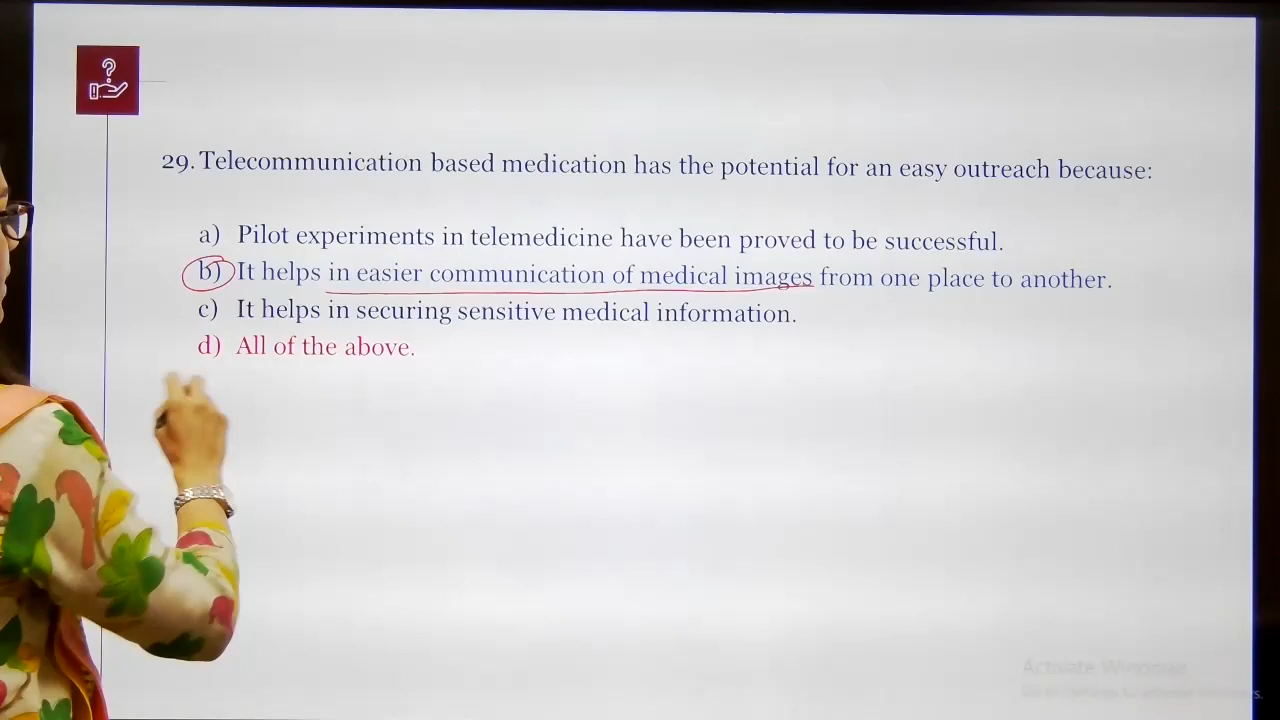 29. Telecommunication based medication has the potential for an easy outreach because:
a) Pilot experiments in telemedicine have been proved to be successful.
b) It helps in easier communication of medical images from one place to another.
c) It helps in securing sensitive medical information.
d) All of the above.
Activate Windows